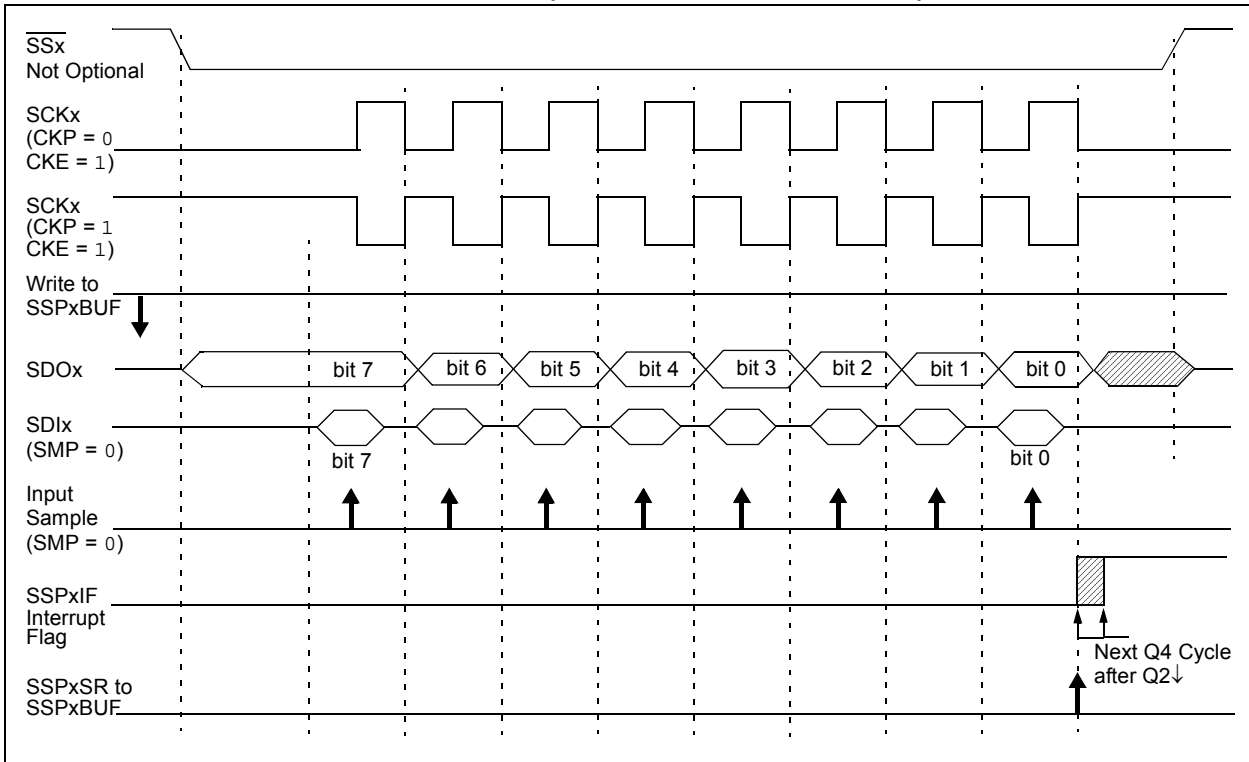 SSx
Not Optional
SCKx
(CKP = 0
CKE = 1)
SCKx
(CKP = 1
CKE = 1)
Write to
SSPxBUF
SDOx
bit 7
bit 6
bit 5
bit 4
bit 3
bit 2
bit 1
bit 0
SDIx
(SMP = 0)
bit 7
bit 0
Input
Sample
(SMP = 0)
SSPxIF
Interrupt
Flag
Next Q4 Cycle
after Q2↓
SSPxSR to
SSPxBUF